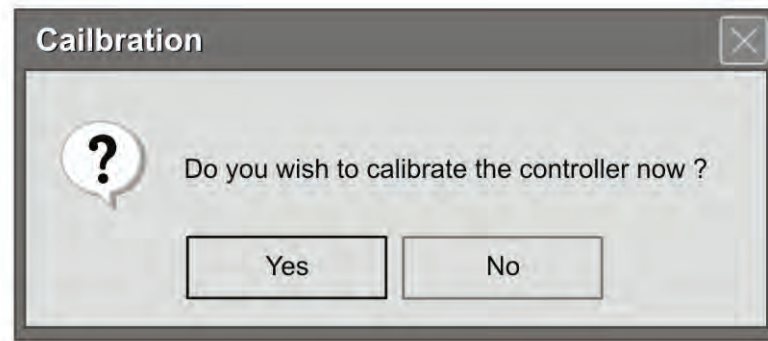 Cailbration
?
Do you wish to calibrate the controller now ?
Yes
No